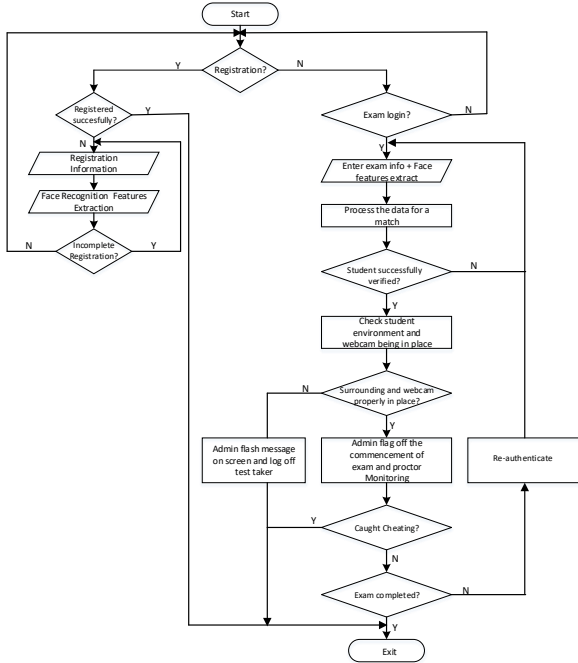 Start
Registration?
Y
N
Registered
succesfully?
Y
N
Exam login?
N
Y
Registration
Information
Enter exam info + Face
features extract
Face Recognition Features
Extraction
Process the data for a
match
N
Incomplete
Registration?
Y
Student successfully
verified?
N
Y
Check student
environment and
webcam being in place
N
Surrounding and webcam
properly in place?
Y
Admin flash message
on screen and log off
test taker
Admin flag off the
commencement of
exam and proctor
Monitoring
Re-authenticate
Y
Caught Cheating?
N
Exam completed?
N
Y
Exit